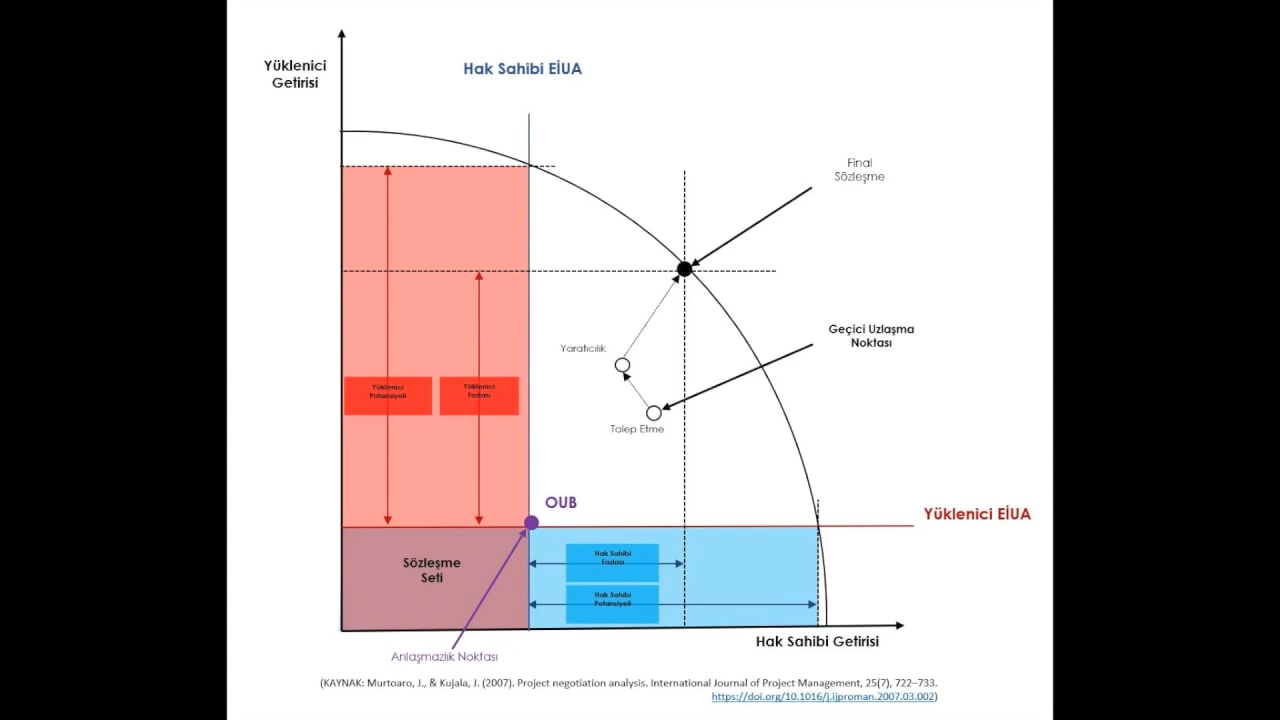 Yüklenici
Getirisi
Hak Sahibi EİUA
Final
Sözleşme
Geçici Uzlaşma
Noktası
Yaratıcılık
Talep Etme
Yüklenici
Potansiyeli
Yüklenici
Fazlası
OUB
Yüklenici EİUA
Sözleşme
Seti
Hak Sahibi
Fazlası
Hak Sahibi
Potansiyeli
Hak Sahibi Getirisi
Anlaşmazlık Noktası
(KAYNAK: Murtoaro, J., & Kujala, J. (2007). Project negotiation analysis. International Journal of Project Management, 25(7), 722–733.
https://doi.org/10.1016/j.ijproman.2007.03.002)